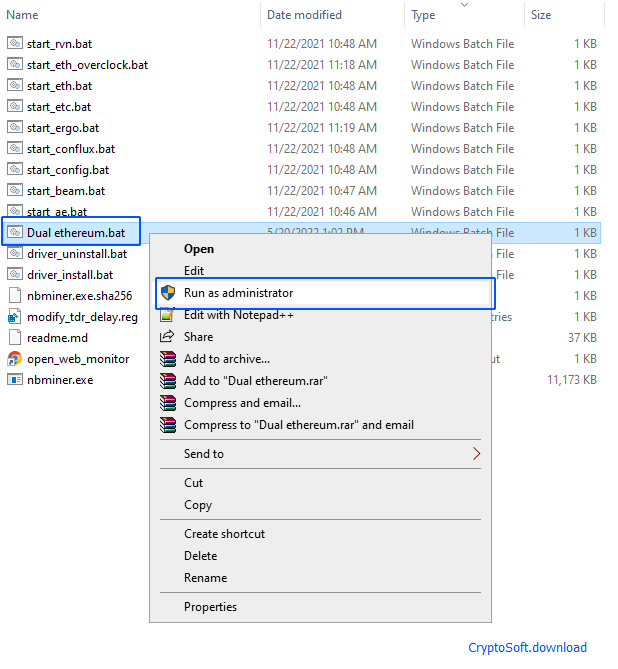 Name Date modified Type Size
start_rvn.bat 11/22/2021 10:48 AM Windows Batch File 1 KB
start_eth_overclock.bat 11/22/2021 11:18 AM Windows Batch File 1 KB
start_eth.bat 11/22/2021 10:48 AM Windows Batch File 1 KB
start_etc.bat 11/22/2021 10:48 AM Windows Batch File 1 KB
start_ergo.bat 11/22/2021 11:19 AM Windows Batch File 1 KB
start_conflux.bat 11/22/2021 10:48 AM Windows Batch File 1 KB
start_config.bat 11/22/2021 10:48 AM Windows Batch File 1 KB
start_beam.bat 11/22/2021 10:47 AM Windows Batch File 1 KB
start_ae.bat 11/22/2021 10:46 AM Windows Batch File 1 KB
Dual ethereum.bat 5/20/2022 1:02 PM Windows Batch File 1 KB
driver_uninstall.bat h File 1 KB
driver_install.bat h File 1 KB
nbminer.exe.sha256 1 KB
modify_tdr_delay.reg tries 1 KB
readme.md 37 KB
open_web_monitor ut 1 KB
nbminer.exe 11,173 KB
Open
Edit
Run as administrator
Edit with Notepad++
Share
Add to archive...
Add to "Dual ethereum.rar"
Compress and email...
Compress to "Dual ethereum.rar" and email
Send to
Cut
Copy
Create shortcut
Delete
Rename
Properties
CryptoSoft.download